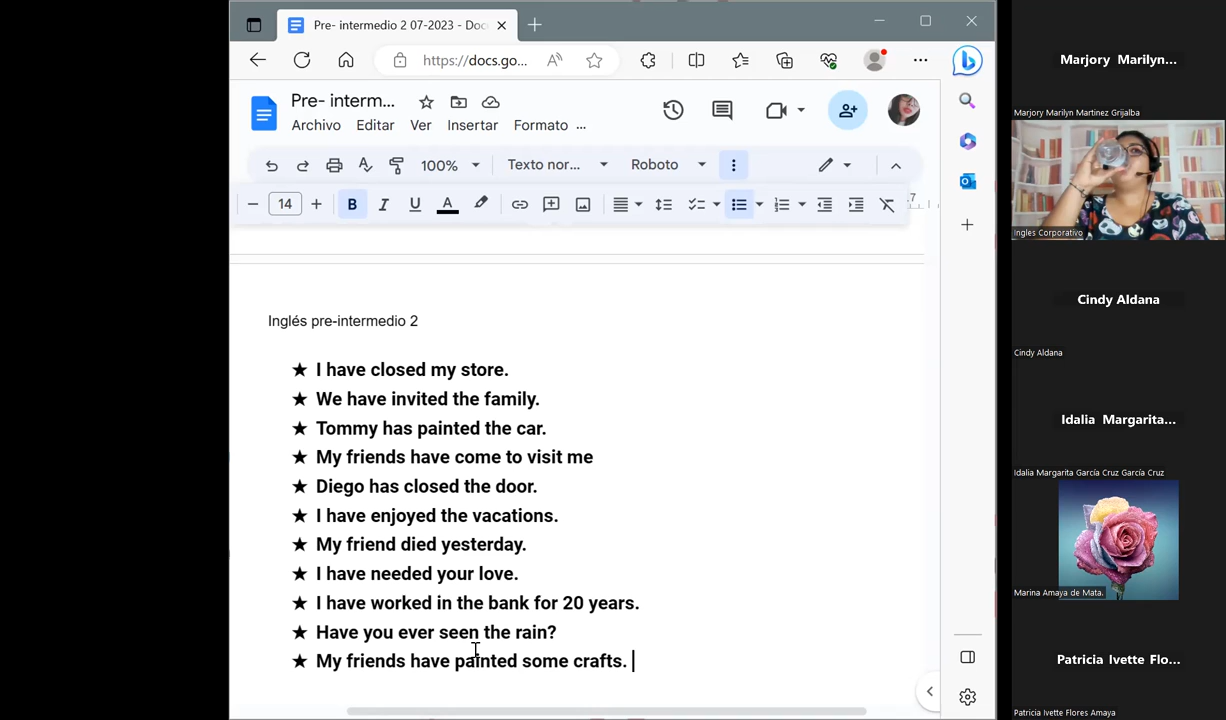 Pre- intermedio 2 07-2023 - Doc
https://docs.go...
Pre- interm...
Archivo Editar Ver Insertar Formato ...
100% Texto nor... Roboto
14
7
Inglés pre-intermedio 2
★ I have closed my store.
★ We have invited the family.
★ Tommy has painted the car.
★ My friends have come to visit me
★ Diego has closed the door.
★ I have enjoyed the vacations.
★ My friend died yesterday.
★ I have needed your love.
★ I have worked in the bank for 20 years.
★ Have you ever seen the rain?
★ My friends have painted some crafts.
Marjory Marilyn...
Marjory Marilyn Martinez Grijalba
Ingles Corporativo
Cindy Aldana
Cindy Aldana
Idalia Margarita...
Idalia Margarita García Cruz García Cruz
Marina Amaya de Mata.
Patricia Ivette Flo...
Patricia Ivette Flores Amaya